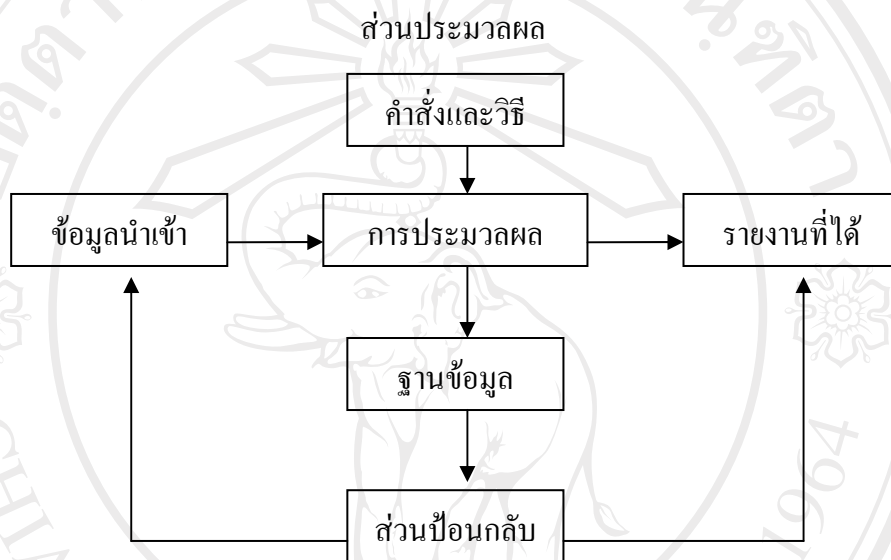 ส่วนประมวลผล
คำสั่งและวิธี
ข้อมูลนำเข้า
การประมวลผล
รายงานที่ได้
ฐานข้อมูล
ส่วนป้อนกลับ
1964